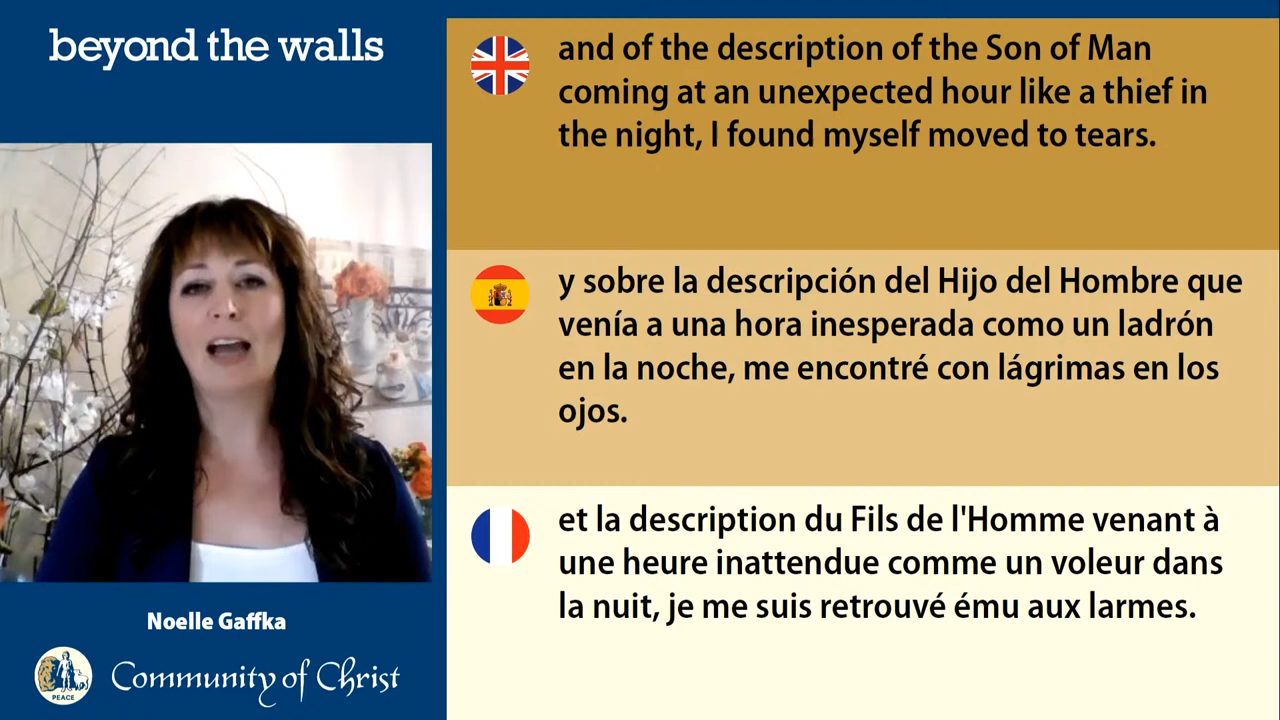 beyond the walls
and of the description of the Son of Man
coming at an unexpected hour like a thief in
the night, I found myself moved to tears.
y sobre la descripción del Hijo del Hombre que
venía a una hora inesperada como un ladrón
en la noche, me encontré con lágrimas en los
ojos.
et la description du Fils de l'Homme venant à
une heure inattendue comme un voleur dans
la nuit, je me suis retrouvé ému aux larmes.
Noelle Gaffka
PEACE
Community of Christ